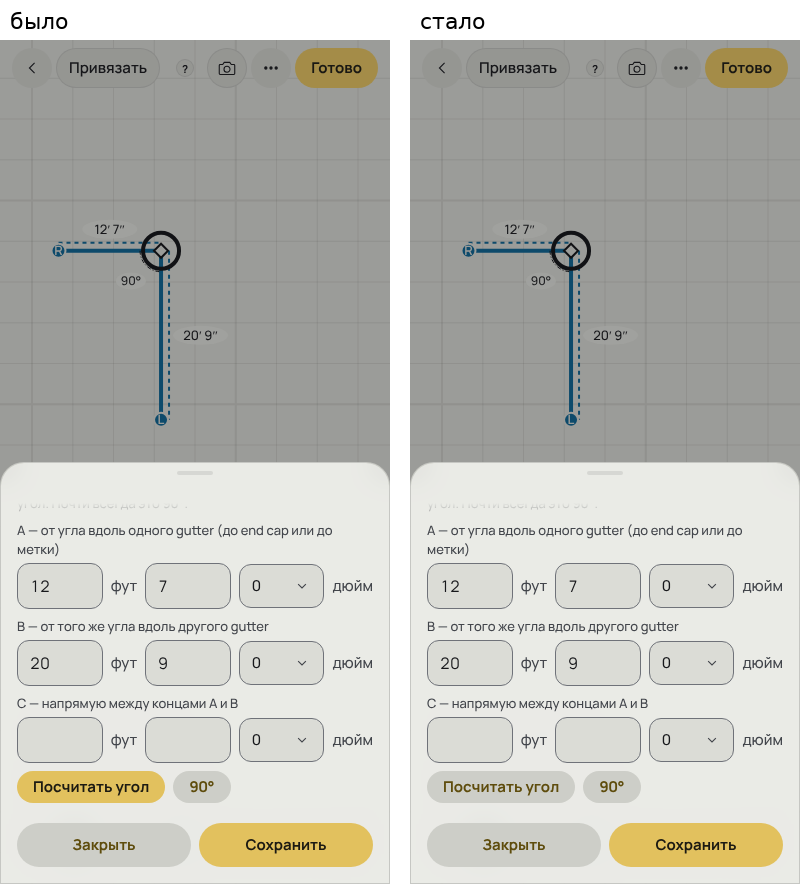 было
Привязать ? ••• Готово
12′ 7″
R
90°
20′ 9″
L
A — от угла вдоль одного gutter (до end cap или до
метки)
12 фут 7 0 дюйм
B — от того же угла вдоль другого gutter
20 фут 9 0 дюйм
C — напрямую между концами A и B
фут 0 дюйм
Посчитать угол 90°
Закрыть Сохранить
стало
Привязать ? ••• Готово
12′ 7″
R
90°
20′ 9″
L
A — от угла вдоль одного gutter (до end cap или до
метки)
12 фут 7 0 дюйм
B — от того же угла вдоль другого gutter
20 фут 9 0 дюйм
C — напрямую между концами A и B
фут 0 дюйм
Посчитать угол 90°
Закрыть Сохранить